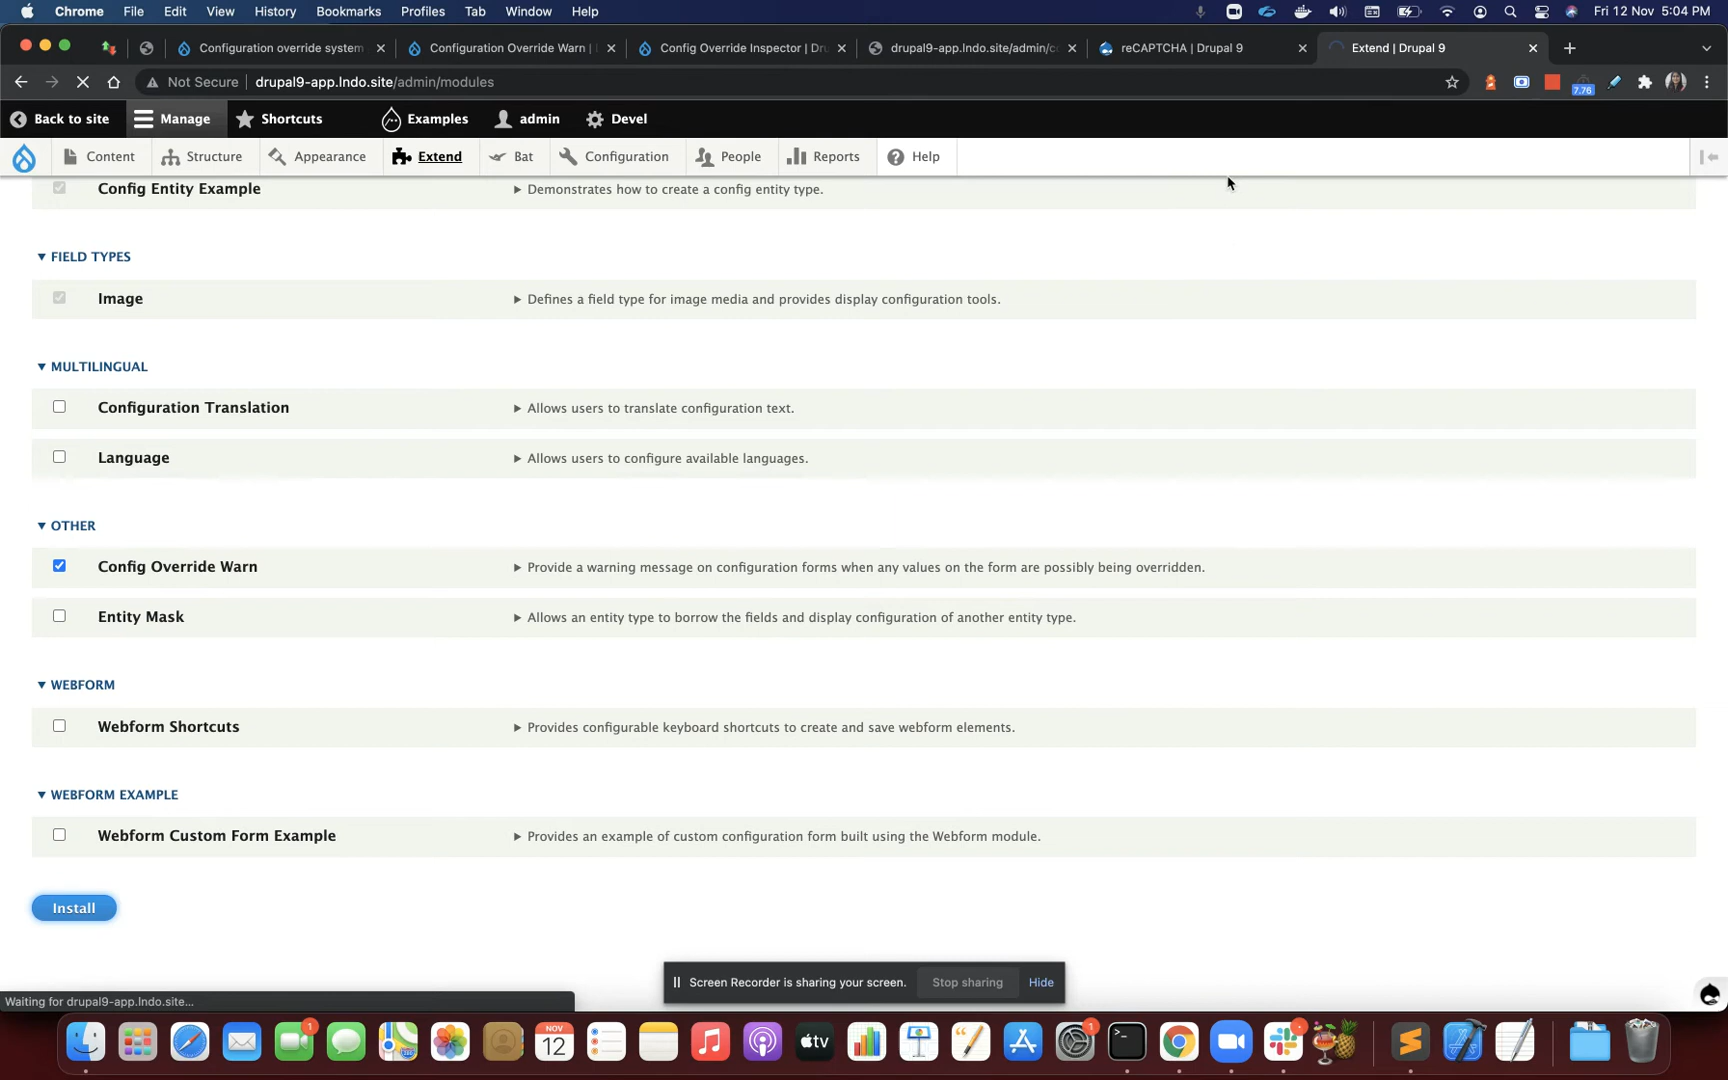 Chrome File Edit View History Bookmarks Profiles Tab Window Help Fri 12 Nov 5:04 PM
Configuration override system Configuration Override Warn | Config Override Inspector | Dru drupal9-app.lndo.site/admin/co reCAPTCHA | Drupal 9 Extend | Drupal 9
Not Secure drupal9-app.lndo.site/admin/modules 7.76
Back to site Manage Shortcuts Examples admin Devel
Content Structure Appearance Extend Bat Configuration People Reports Help
Config Entity Example Demonstrates how to create a config entity type.
FIELD TYPES
Image Defines a field type for image media and provides display configuration tools.
MULTILINGUAL
Configuration Translation Allows users to translate configuration text.
Language Allows users to configure available languages.
OTHER
Config Override Warn Provide a warning message on configuration forms when any values on the form are possibly being overridden.
Entity Mask Allows an entity type to borrow the fields and display configuration of another entity type.
WEBFORM
Webform Shortcuts Provides configurable keyboard shortcuts to create and save webform elements.
WEBFORM EXAMPLE
Webform Custom Form Example Provides an example of custom configuration form built using the Webform module.
Install
Screen Recorder is sharing your screen. Stop sharing Hide
Waiting for drupal9-app.lndo.site...
1 NOV 12 tv 1